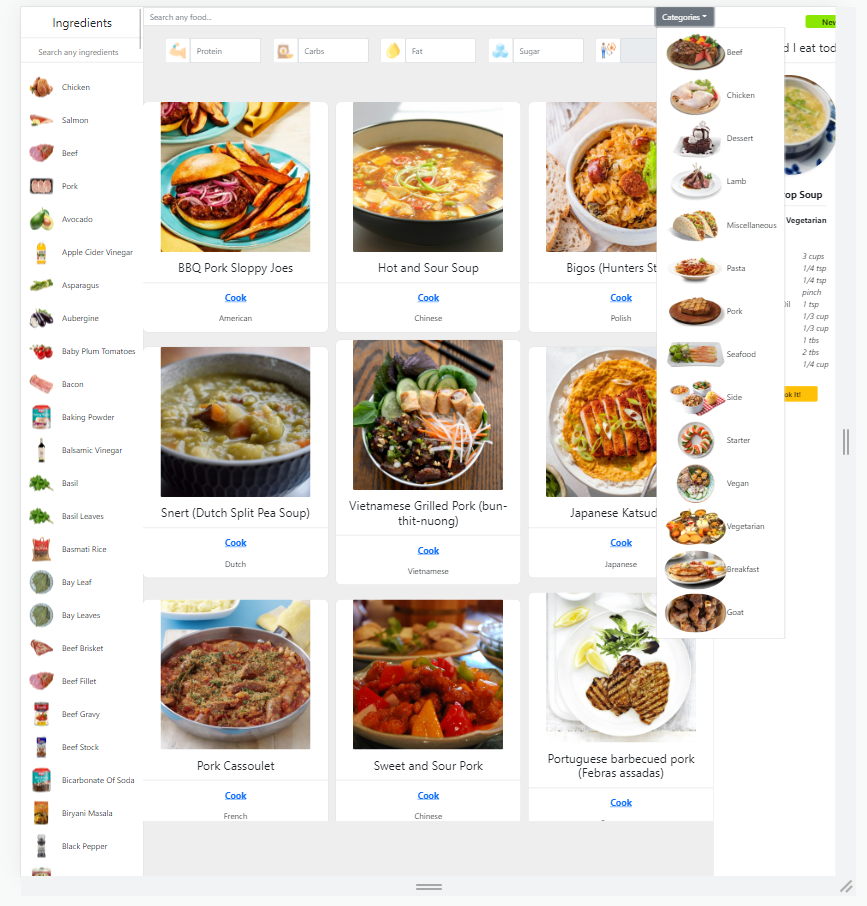 Ingredients
Search any ingredients
Chicken
Salmon
Beef
Pork
Avocado
Apple Cider Vinegar
Asparagus
Aubergine
Baby Plum Tomatoes
Bacon
Baking Powder
Balsamic Vinegar
Basil
Basil Leaves
Basmati Rice
Bay Leaf
Bay Leaves
Beef Brisket
Beef Fillet
Beef Gravy
Beef Stock
Bicarbonate Of Soda
Biryani Masala
Black Pepper
Search any food...
Categories
Protein
Carbs
Fat
Sugar
BBQ Pork Sloppy Joes
Cook
American
Hot and Sour Soup
Cook
Chinese
Bigos (Hunters St
Cook
Polish
Snert (Dutch Split Pea Soup)
Cook
Dutch
Vietnamese Grilled Pork (bun-
thit-nuong)
Cook
Vietnamese
Japanese Katsud
Cook
Japanese
Pork Cassoulet
Cook
French
Sweet and Sour Pork
Cook
Chinese
Portuguese barbecued pork
(Febras assadas)
Cook
Beef
Chicken
Dessert
Lamb
Miscellaneous
Pasta
Pork
Seafood
Side
Starter
Vegan
Vegetarian
Breakfast
Goat
New
d I eat tod
op Soup
Vegetarian
3 cups
1/4 tsp
1/4 tsp
pinch
1 tsp
1/3 cup
1/3 cup
1 tbs
2 tbs
1/4 cup
ok It!